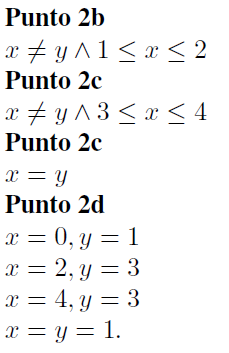 Punto 2b
x ≠ y ∧ 1 ≤ x ≤ 2
Punto 2c
x ≠ y ∧ 3 ≤ x ≤ 4
Punto 2c
x = y
Punto 2d
x = 0, y = 1
x = 2, y = 3
x = 4, y = 3
x = y = 1.